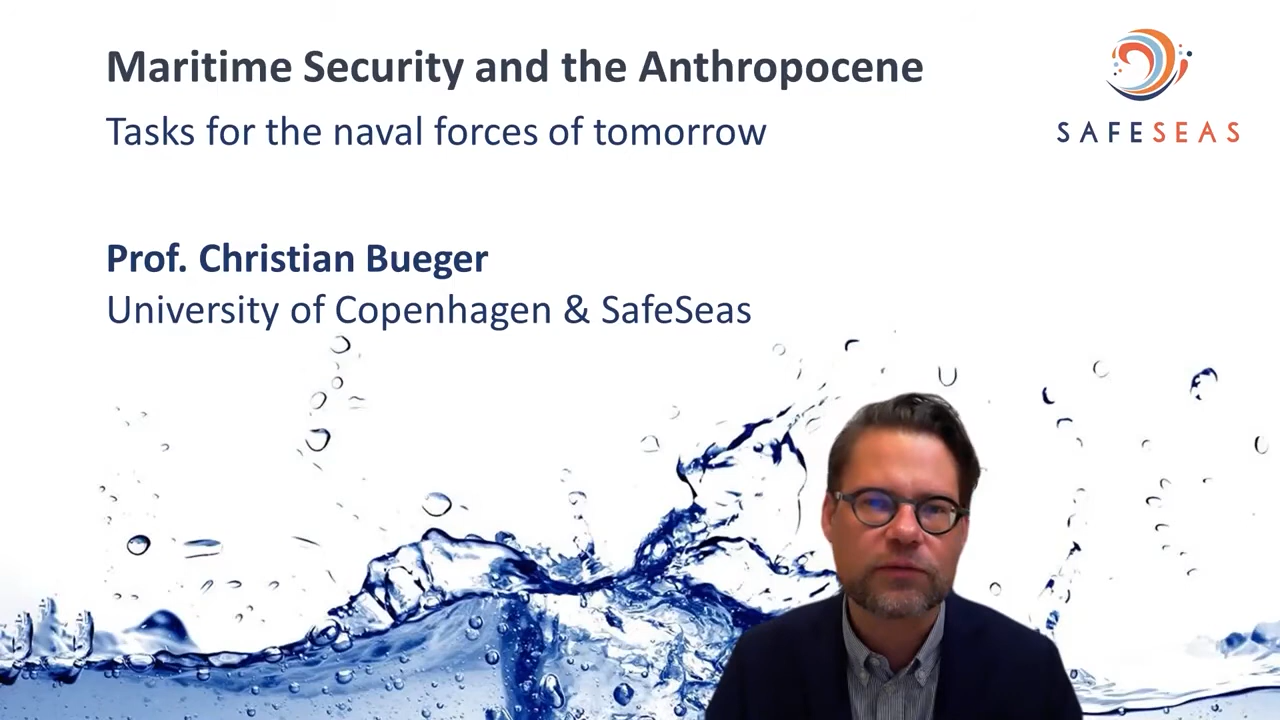 Maritime Security and the Anthropocene
Tasks for the naval forces of tomorrow
SAFESEAS
Prof. Christian Bueger
University of Copenhagen & SafeSeas